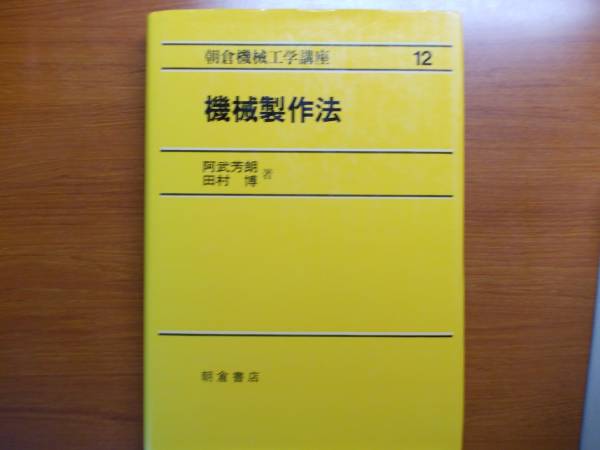 朝倉機械工学講座 12
機械製作法
阿武芳朗
田村 博 著
朝倉書店